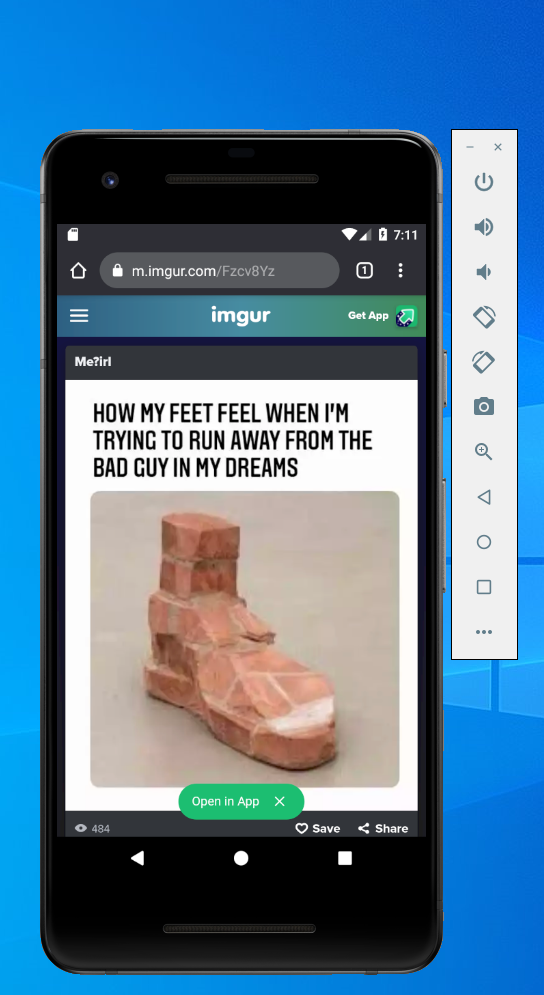 7:11
m.imgur.com/Fzcv8Yz
1
imgur
Get App
Me?irl
HOW MY FEET FEEL WHEN I'M
TRYING TO RUN AWAY FROM THE
BAD GUY IN MY DREAMS
Open in App
484
Save
Share